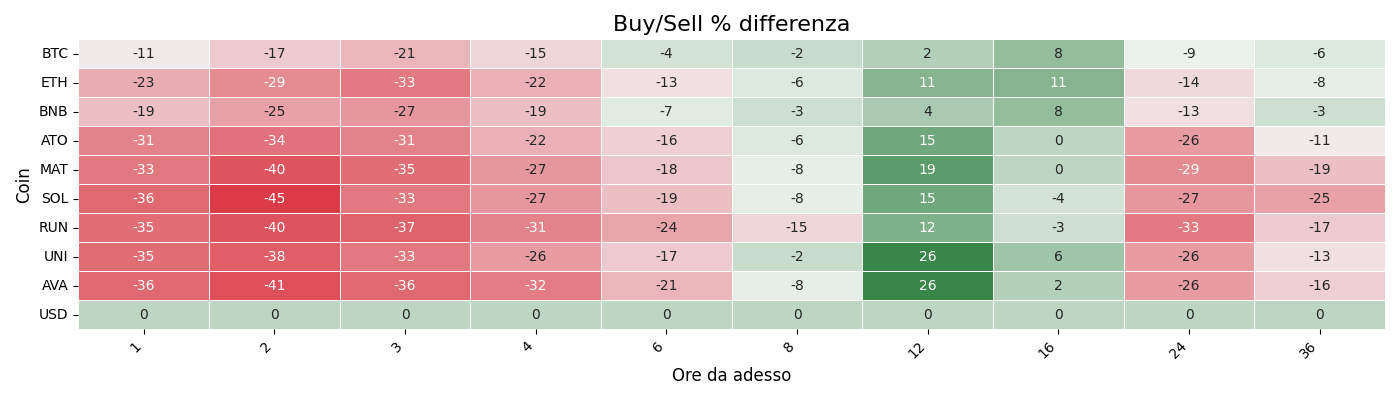 Buy/Sell % differenza
Coin
BTC -11 -17 -21 -15 -4 -2 2 8 -9 -6
ETH -23 -29 -33 -22 -13 -6 11 11 -14 -8
BNB -19 -25 -27 -19 -7 -3 4 8 -13 -3
ATO -31 -34 -31 -22 -16 -6 15 0 -26 -11
MAT -33 -40 -35 -27 -18 -8 19 0 -29 -19
SOL -36 -45 -33 -27 -19 -8 15 -4 -27 -25
RUN -35 -40 -37 -31 -24 -15 12 -3 -33 -17
UNI -35 -38 -33 -26 -17 -2 26 6 -26 -13
AVA -36 -41 -36 -32 -21 -8 26 2 -26 -16
USD 0 0 0 0 0 0 0 0 0 0
1 2 3 4 6 8 12 16 24 36
Ore da adesso